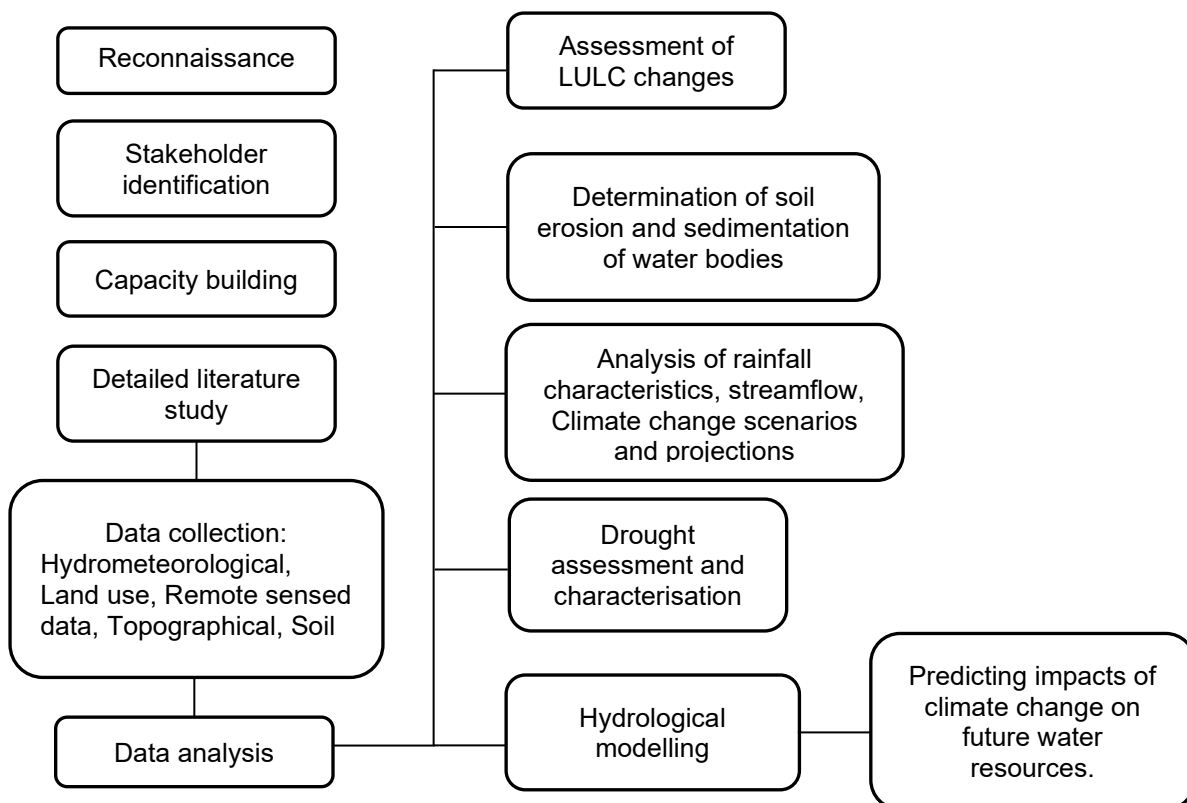 Reconnaissance
Stakeholder
identification
Capacity building
Detailed literature
study
Data collection:
Hydrometeorological,
Land use, Remote sensed
data, Topographical, Soil
Data analysis
Assessment of
LULC changes
Determination of soil
erosion and sedimentation
of water bodies
Analysis of rainfall
characteristics, streamflow,
Climate change scenarios
and projections
Drought
assessment and
characterisation
Hydrological
modelling
Predicting impacts of
climate change on
future water
resources.